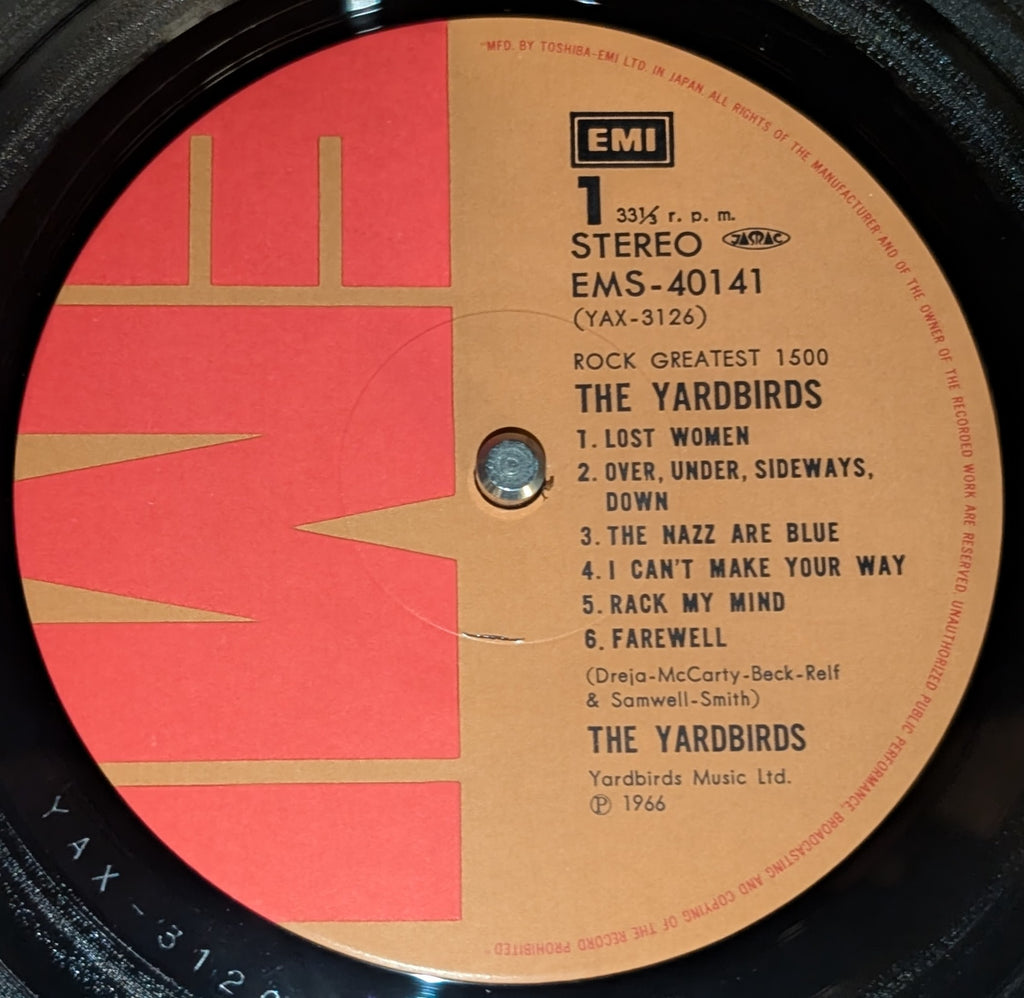 "MFD. BY TOSHIBA-EMI LTD. IN JAPAN. ALL RIGHTS OF THE MANUFACTURER AND OF THE OWNER OF THE RECORDED WORK ARE RESERVED. UNAUTHORIZED PUBLIC PERFORMANCE, BROADCASTING AND COPYING OF THE RECORD PROHIBITED"
EMI
EMI
1 33⅓ r. p. m.
STEREO JASRAC
EMS-40141
(YAX-3126)
ROCK GREATEST 1500
THE YARDBIRDS
1. LOST WOMEN
2. OVER, UNDER, SIDEWAYS,
DOWN
3. THE NAZZ ARE BLUE
4. I CAN'T MAKE YOUR WAY
5. RACK MY MIND
6. FAREWELL
(Dreja-McCarty-Beck-Relf
& Samwell-Smith)
THE YARDBIRDS
Yardbirds Music Ltd.
Ⓟ 1966